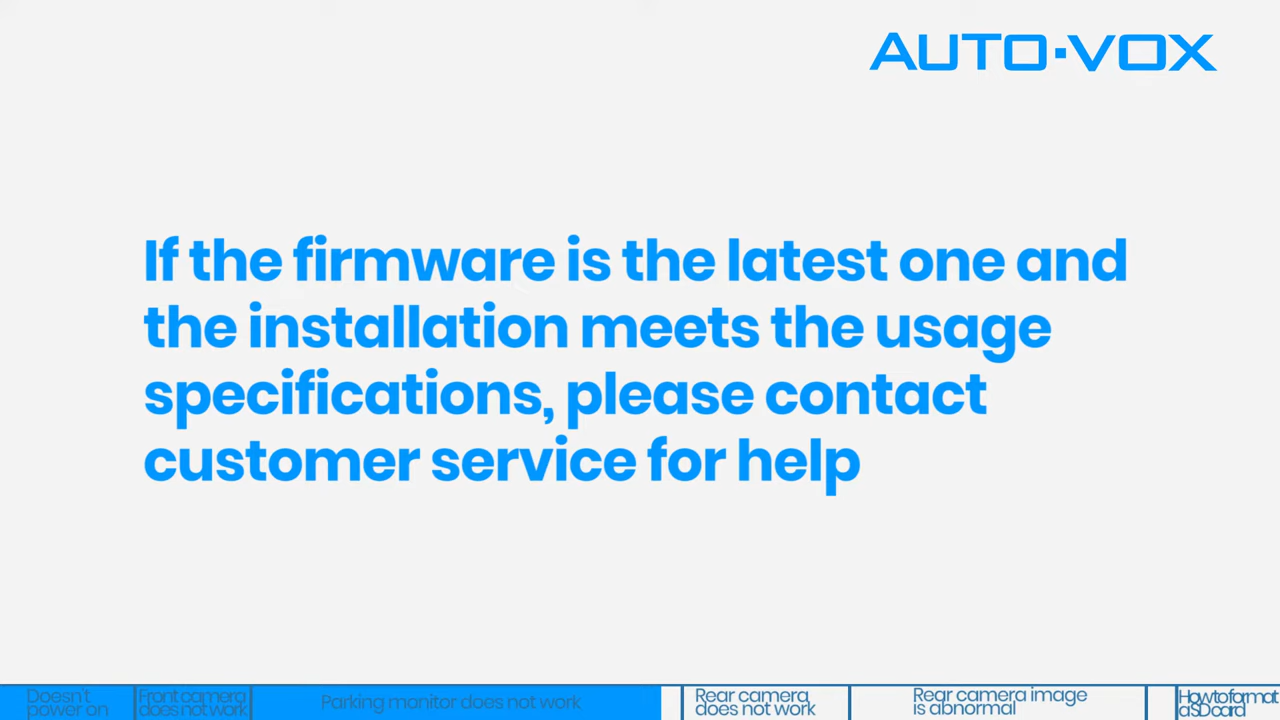 AUTO·VOX
If the firmware is the latest one and
the installation meets the usage
specifications, please contact
customer service for help
Doesn't
power on
Front camera
does not work
Parking monitor does not work
Rear camera
does not work
Rear camera image
is abnormal
How to format
a SD card